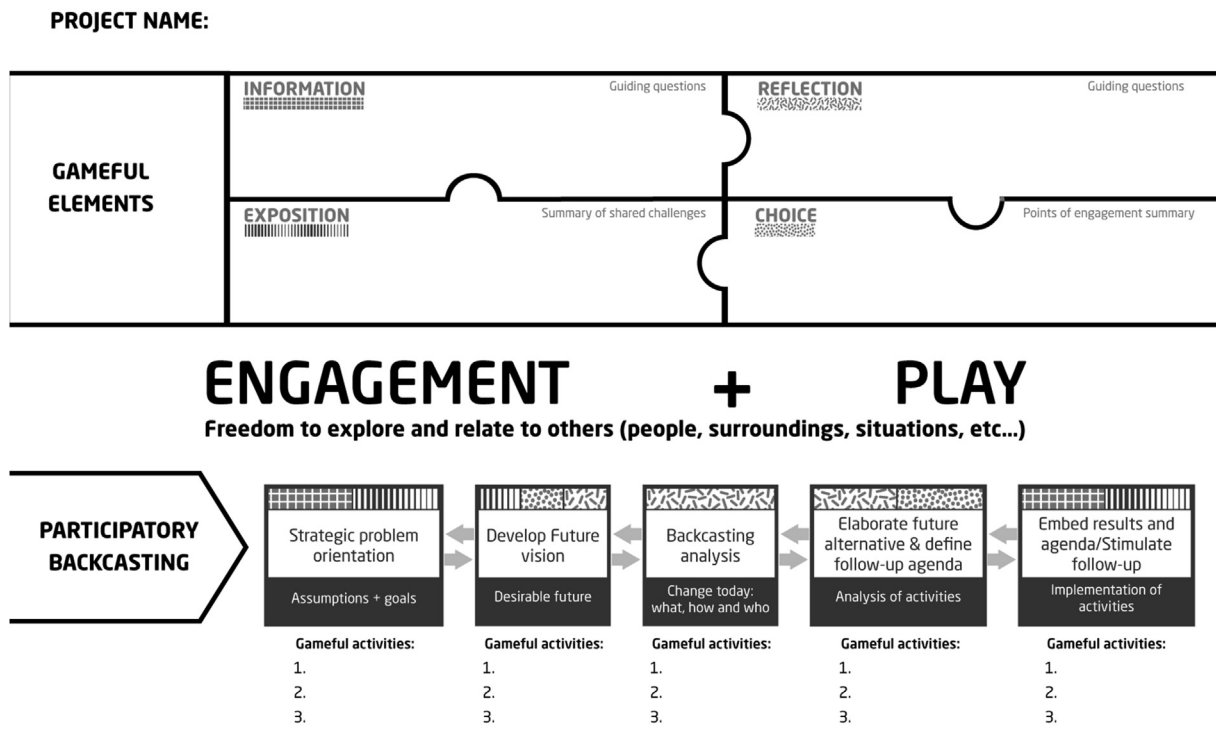 PROJECT NAME:
GAMEFUL
ELEMENTS
INFORMATION
Guiding questions
REFLECTION
Guiding questions
EXPOSITION
Summary of shared challenges
CHOICE
Points of engagement summary
ENGAGEMENT + PLAY
Freedom to explore and relate to others (people, surroundings, situations, etc...)
PARTICIPATORY
BACKCASTING
Strategic problem
orientation
Assumptions + goals
Gameful activities:
1.
2.
3.
Develop Future
vision
Desirable future
Gameful activities:
1.
2.
3.
Backcasting
analysis
Change today:
what, how and who
Gameful activities:
1.
2.
3.
Elaborate future
alternative & define
follow-up agenda
Analysis of activities
Gameful activities:
1.
2.
3.
Embed results and
agenda/Stimulate
follow-up
Implementation of
activities
Gameful activities:
1.
2.
3.